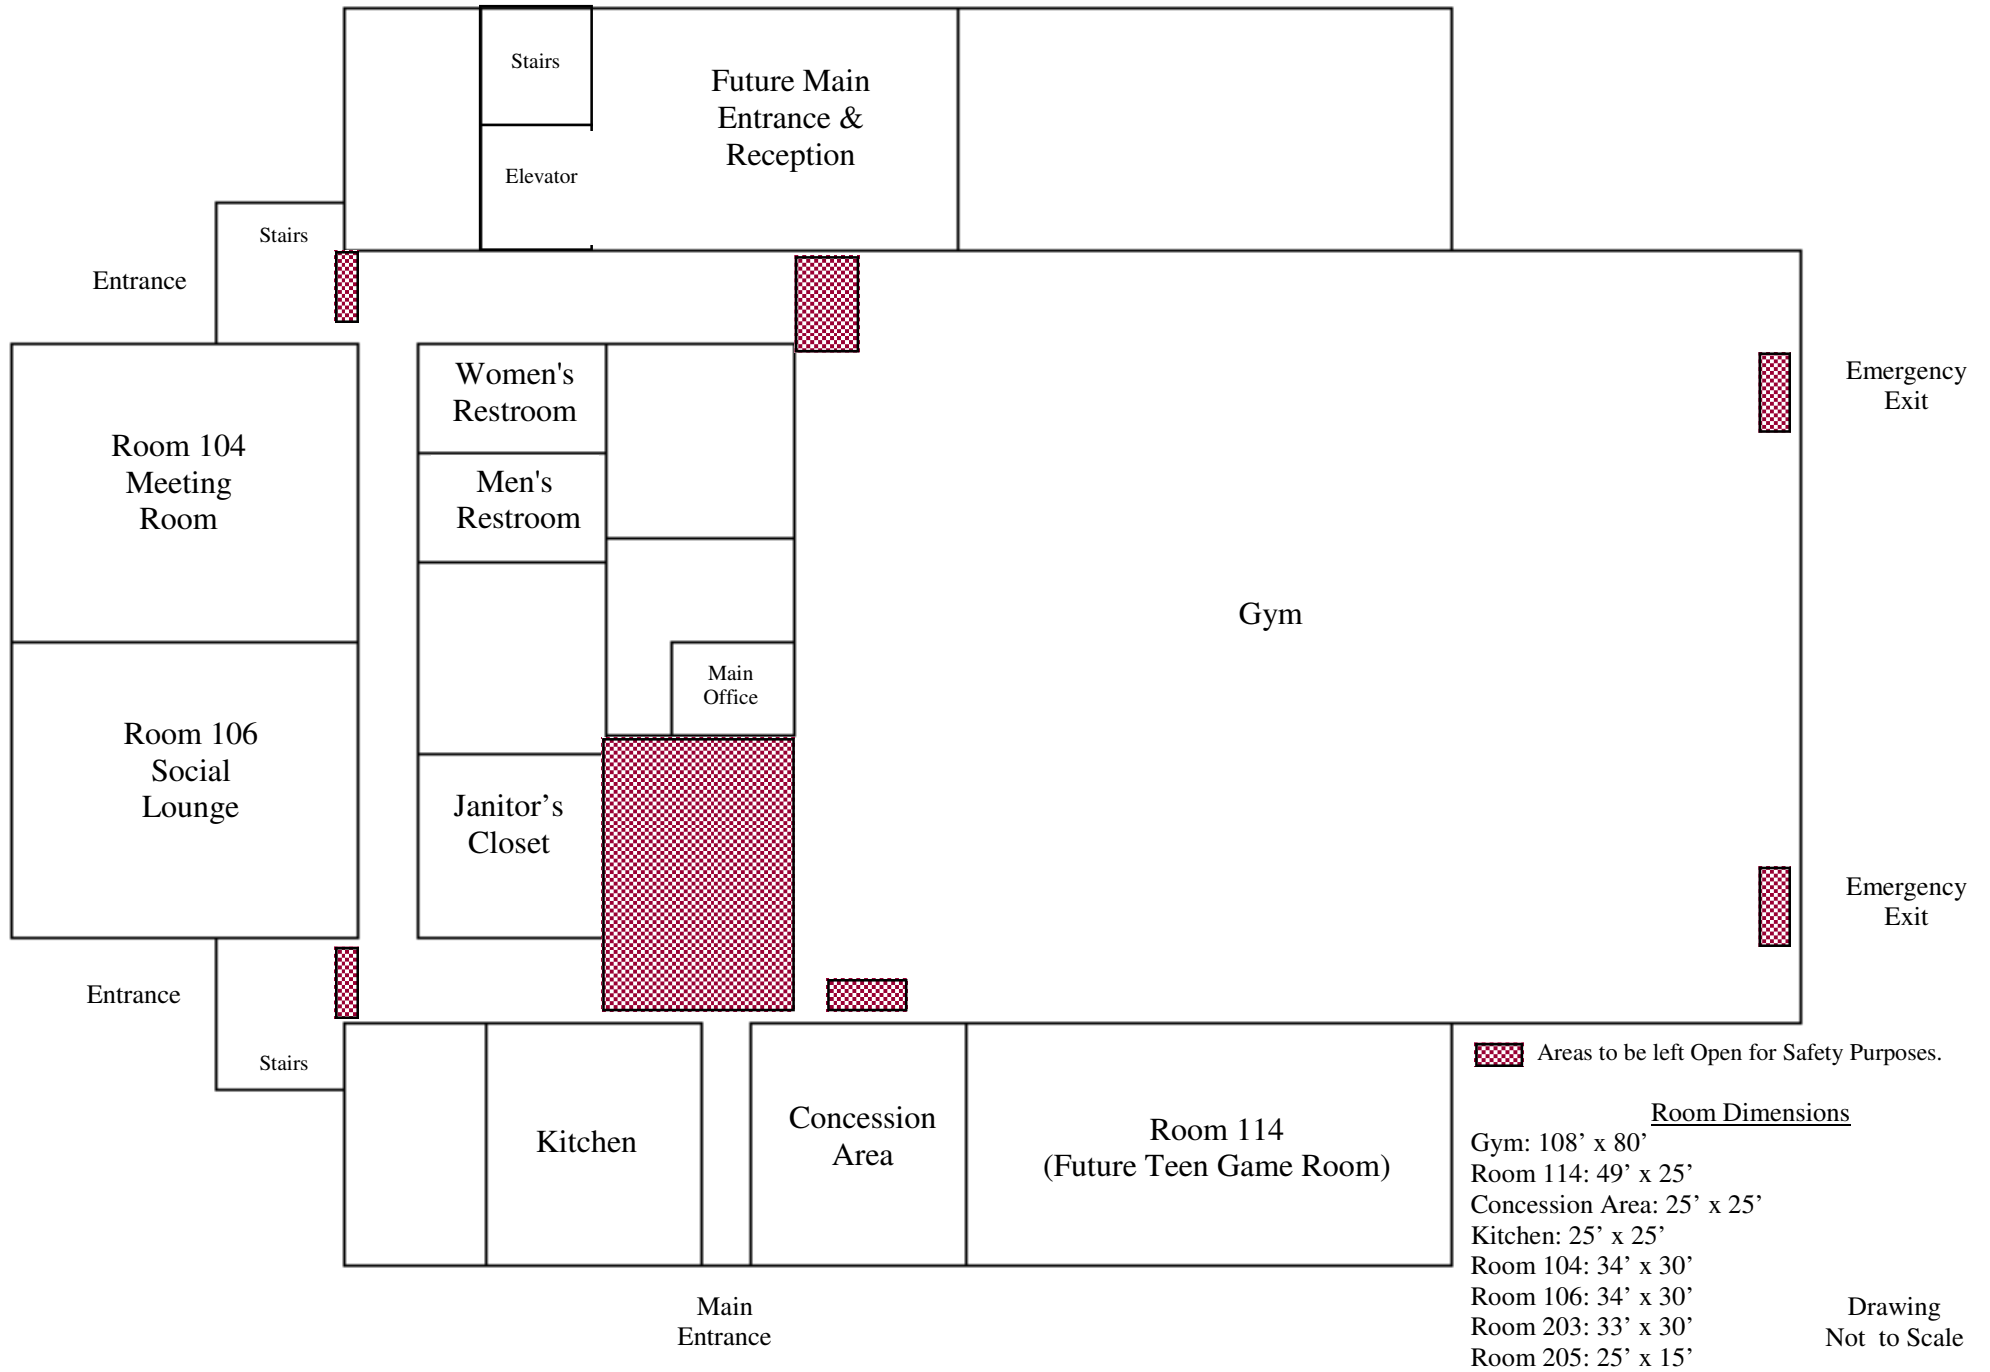 Stairs
Future Main
Entrance &
Reception
Elevator
Stairs
Entrance
Women's
Restroom
Emergency
Exit
Room 104
Meeting
Room
Men's
Restroom
Gym
Main
Office
Room 106
Social
Lounge
Janitor’s
Closet
Emergency
Exit
Entrance
Stairs
Areas to be left Open for Safety Purposes.
Kitchen
Concession
Area
Room 114
(Future Teen Game Room)
Room Dimensions
Gym: 108’ x 80’
Room 114: 49’ x 25’
Concession Area: 25’ x 25’
Kitchen: 25’ x 25’
Room 104: 34’ x 30’
Room 106: 34’ x 30’
Room 203: 33’ x 30’
Room 205: 25’ x 15’
Main
Entrance
Drawing
Not to Scale